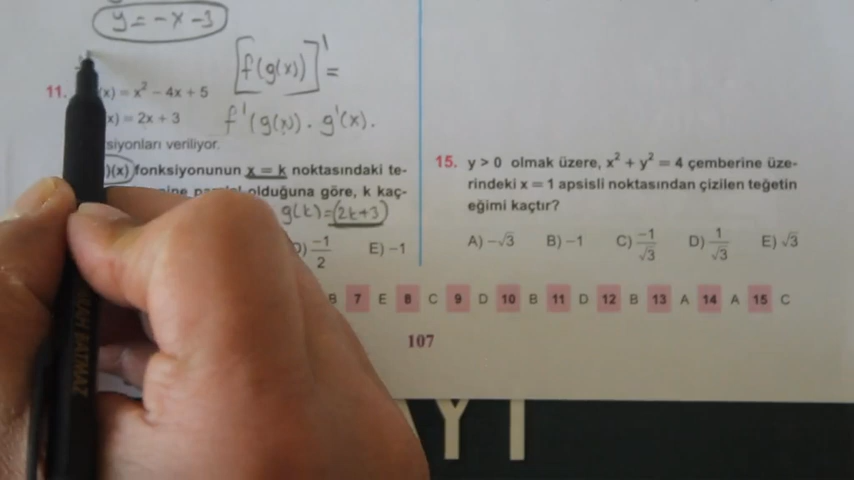 y = -x - 3
[f(g(x))]' =
11. (x) = x² - 4x + 5
x) = 2x + 3
f'(g(x)) . g'(x).
siyonları veriliyor.
)(x) fonksiyonunun x = k noktasındaki te-
olduğuna göre, k kaç-
g(k) = (2k+3)
D) -1/2 E) -1
15. y > 0 olmak üzere, x² + y² = 4 çemberine üze-
rindeki x = 1 apsisli noktasından çizilen teğetin
eğimi kaçtır?
A) -√3 B) -1 C) -1/√3 D) 1/√3 E) √3
B 7 E 8 C 9 D 10 B 11 D 12 B 13 A 14 A 15 C
107